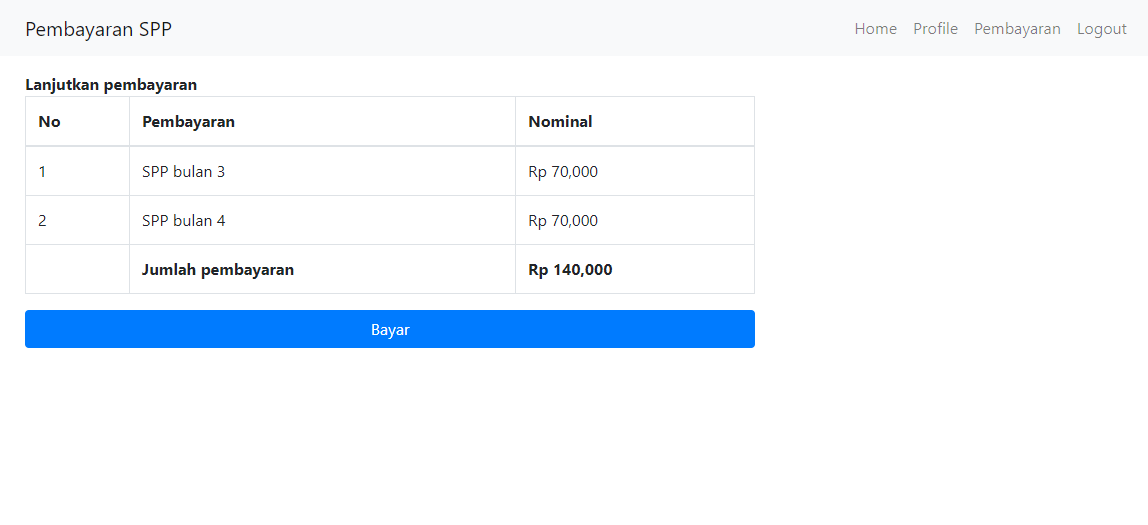 Pembayaran SPP Home Profile Pembayaran Logout
Lanjutkan pembayaran
No Pembayaran Nominal
1 SPP bulan 3 Rp 70,000
2 SPP bulan 4 Rp 70,000
Jumlah pembayaran Rp 140,000
Bayar